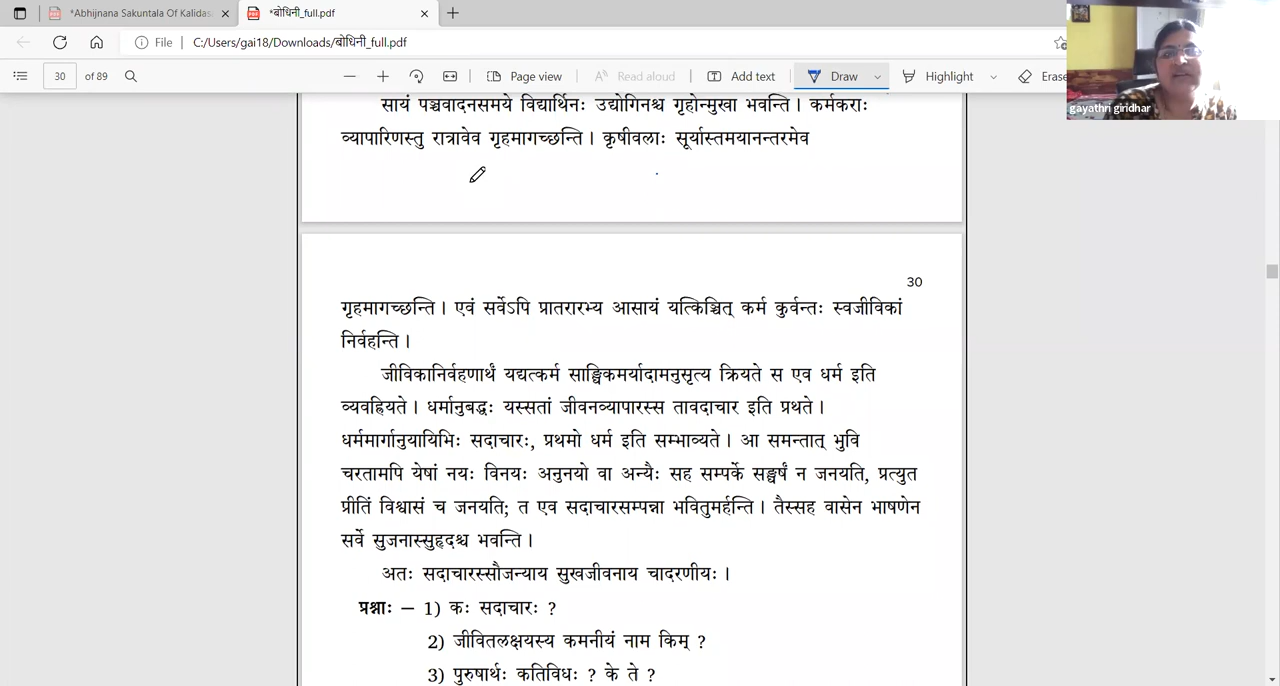 *Abhijnana Sakuntala Of Kalidas
*बोधिनी_full.pdf
File C:/Users/gai18/Downloads/बोधिनी_full.pdf
30 of 89 Page view Read aloud Add text Draw Highlight Erase
gayathri giridhar
सायं पञ्चवादनसमये विद्यार्थिनः उद्योगिनश्च गृहोन्मुखा भवन्ति । कर्मकराः
व्यापारिणस्तु रात्रावेव गृहमागच्छन्ति । कृषीवलाः सूर्यास्तमयानन्तरमेव
30
गृहमागच्छन्ति । एवं सर्वेऽपि प्रातरारभ्य आसायं यत्किञ्चित् कर्म कुर्वन्तः स्वजीविकां
निर्वहन्ति ।
जीविकानिर्वहणार्थं यद्यत्कर्म साङ्घिकमर्यादामनुसृत्य क्रियते स एव धर्म इति
व्यवह्रियते । धर्मानुबद्धः यस्सतां जीवनव्यापारस्स तावदाचार इति प्रथते ।
धर्ममार्गानुयायिभिः सदाचारः, प्रथमो धर्म इति सम्भाव्यते । आ समन्तात् भुवि
चरतामपि येषां नयः विनयः अनुनयो वा अन्यैः सह सम्पर्के सङ्घर्षं न जनयति, प्रत्युत
प्रीतिं विश्वासं च जनयति; त एव सदाचारसम्पन्ना भवितुमर्हन्ति । तैस्सह वासेन भाषणेन
सर्वे सुजनास्सुहृदश्च भवन्ति ।
अतः सदाचारस्सौजन्याय सुखजीवनाय चादरणीयः ।
प्रश्नाः – 1) कः सदाचारः ?
2) जीवितलक्षयस्य कमनीयं नाम किम् ?
3) पुरुषार्थः कतिविधः ? के ते ?